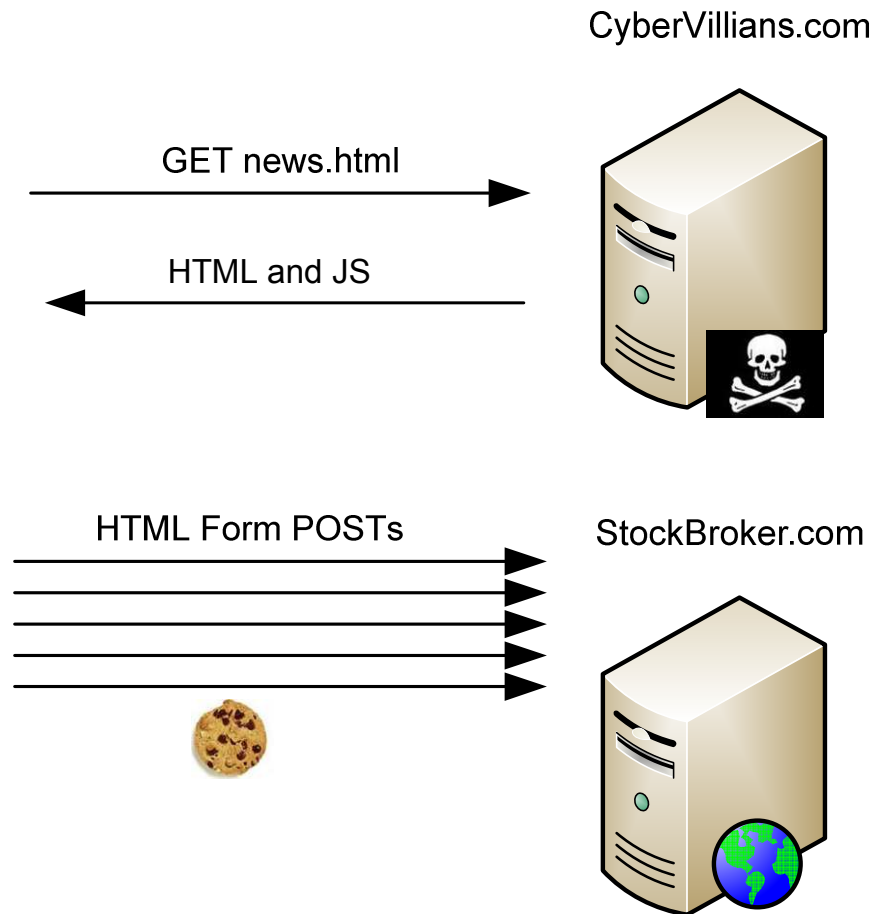 CyberVillians.com
GET news.html
HTML and JS
HTML Form POSTs
StockBroker.com